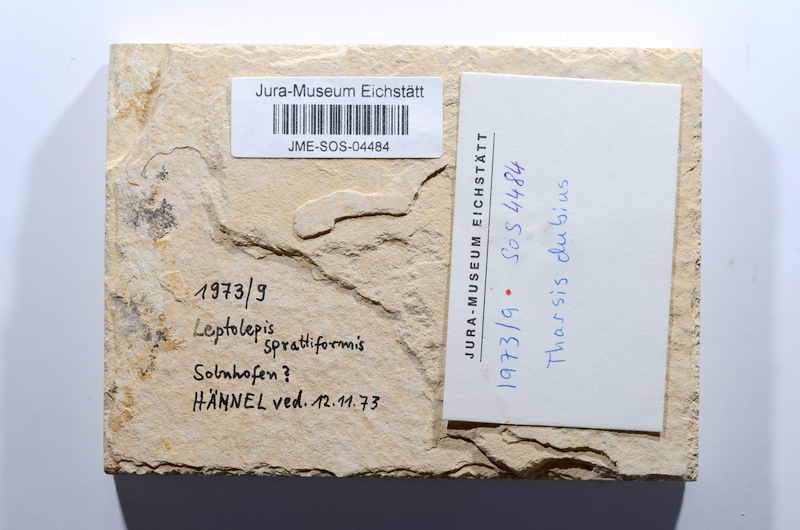 Jura-Museum Eichstätt
JME-SOS-04484
JURA-MUSEUM EICHSTÄTT
1973/9 • SOS 4484
Tharsis dubius
1973/9
Leptolepis
sprattiformis
Solnhofen?
HÄMNEL ved. 12.11.73